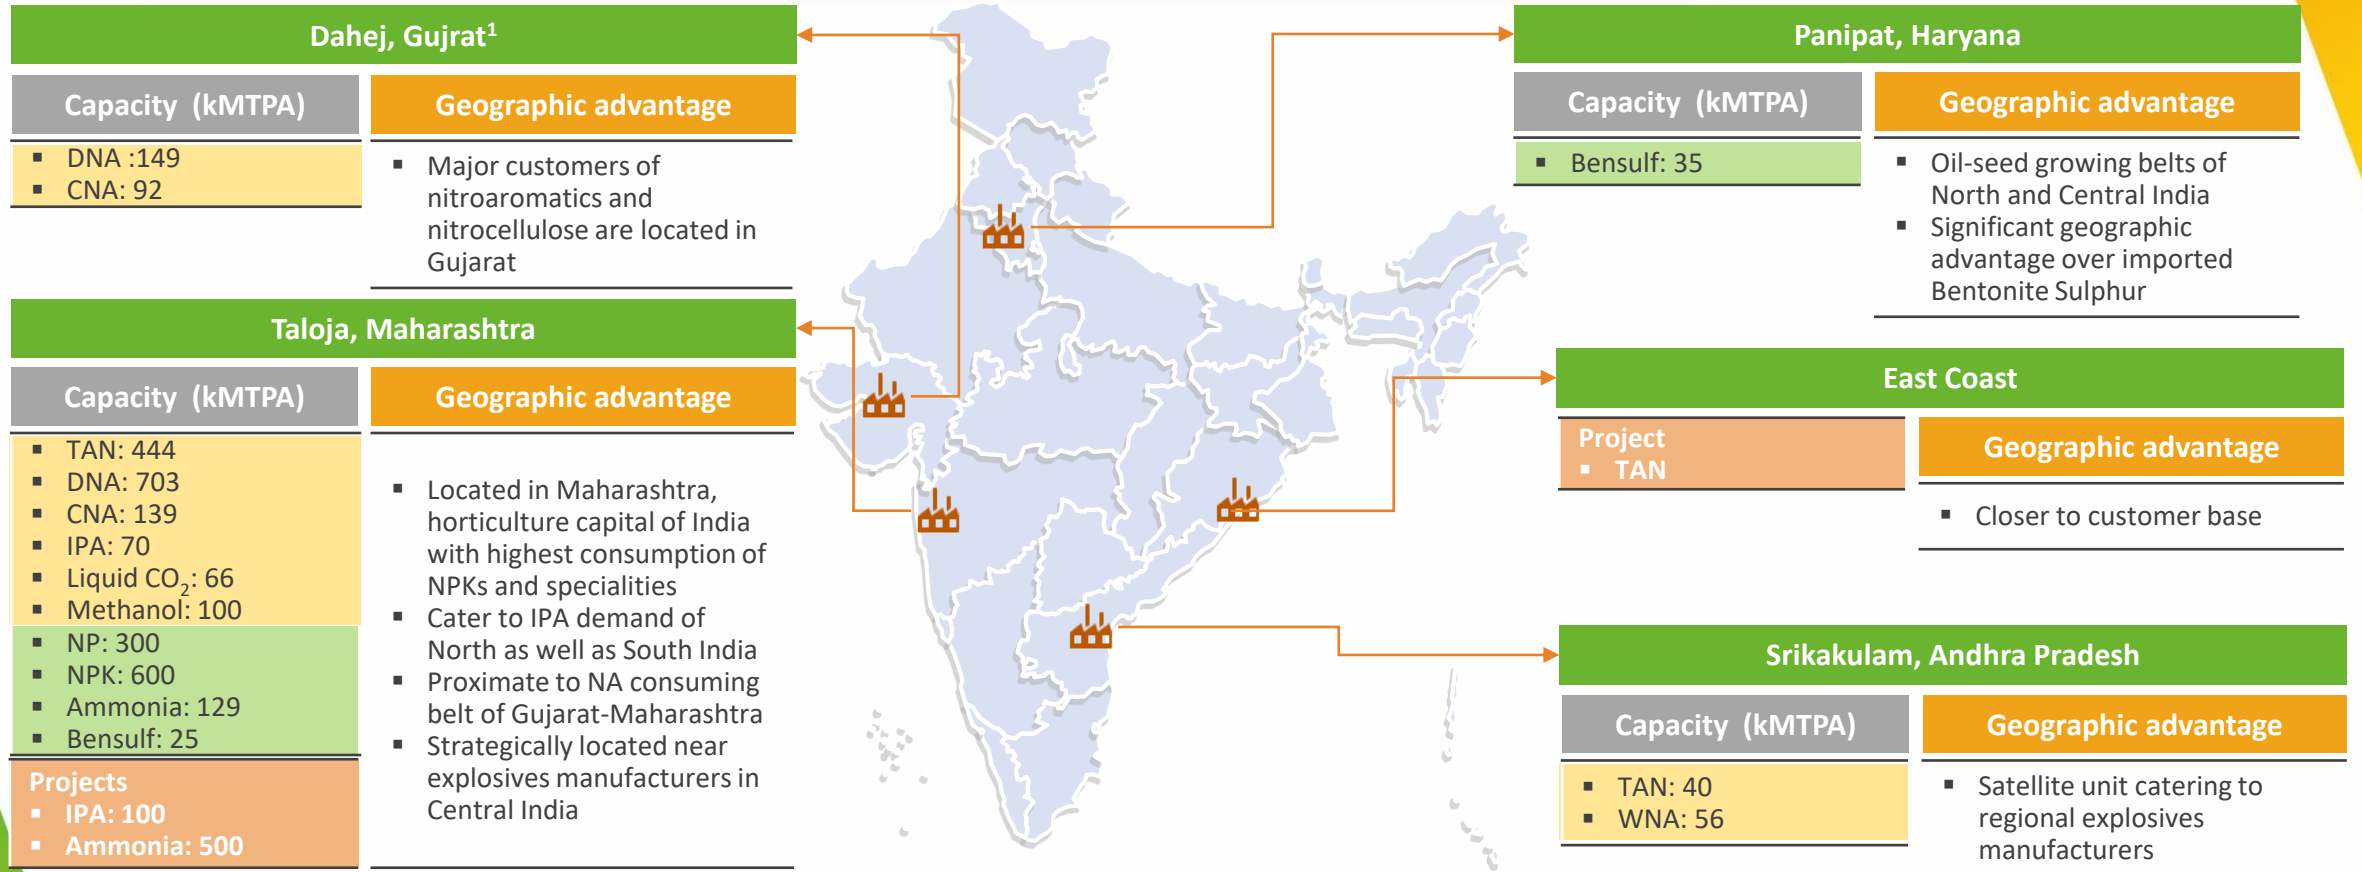 Dahej, Gujrat¹
Capacity (kMTPA)
Geographic advantage
▪ DNA :149
▪ CNA: 92
▪ Major customers of
nitroaromatics and
nitrocellulose are located in
Gujarat
Taloja, Maharashtra
Capacity (kMTPA)
Geographic advantage
▪ TAN: 444
▪ DNA: 703
▪ CNA: 139
▪ IPA: 70
▪ Liquid CO₂: 66
▪ Methanol: 100
▪ NP: 300
▪ NPK: 600
▪ Ammonia: 129
▪ Bensulf: 25
Projects
▪ IPA: 100
▪ Ammonia: 500
▪ Located in Maharashtra,
horticulture capital of India
with highest consumption of
NPKs and specialities
▪ Cater to IPA demand of
North as well as South India
▪ Proximate to NA consuming
belt of Gujarat-Maharashtra
▪ Strategically located near
explosives manufacturers in
Central India
Panipat, Haryana
Capacity (kMTPA)
Geographic advantage
▪ Bensulf: 35
▪ Oil-seed growing belts of
North and Central India
▪ Significant geographic
advantage over imported
Bentonite Sulphur
East Coast
Project
▪ TAN
Geographic advantage
▪ Closer to customer base
Srikakulam, Andhra Pradesh
Capacity (kMTPA)
Geographic advantage
▪ TAN: 40
▪ WNA: 56
▪ Satellite unit catering to
regional explosives
manufacturers